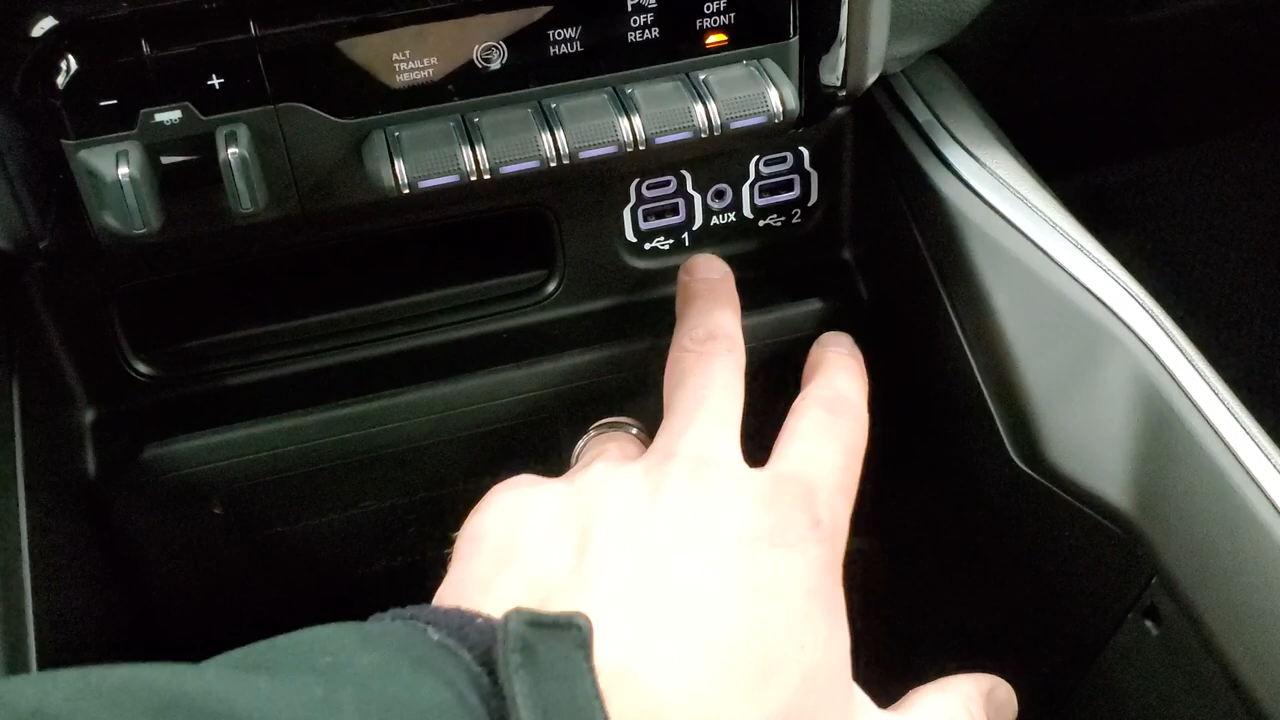 − +
ALT
TRAILER
HEIGHT
TOW/
HAUL
OFF
REAR
OFF
FRONT
1
AUX
2